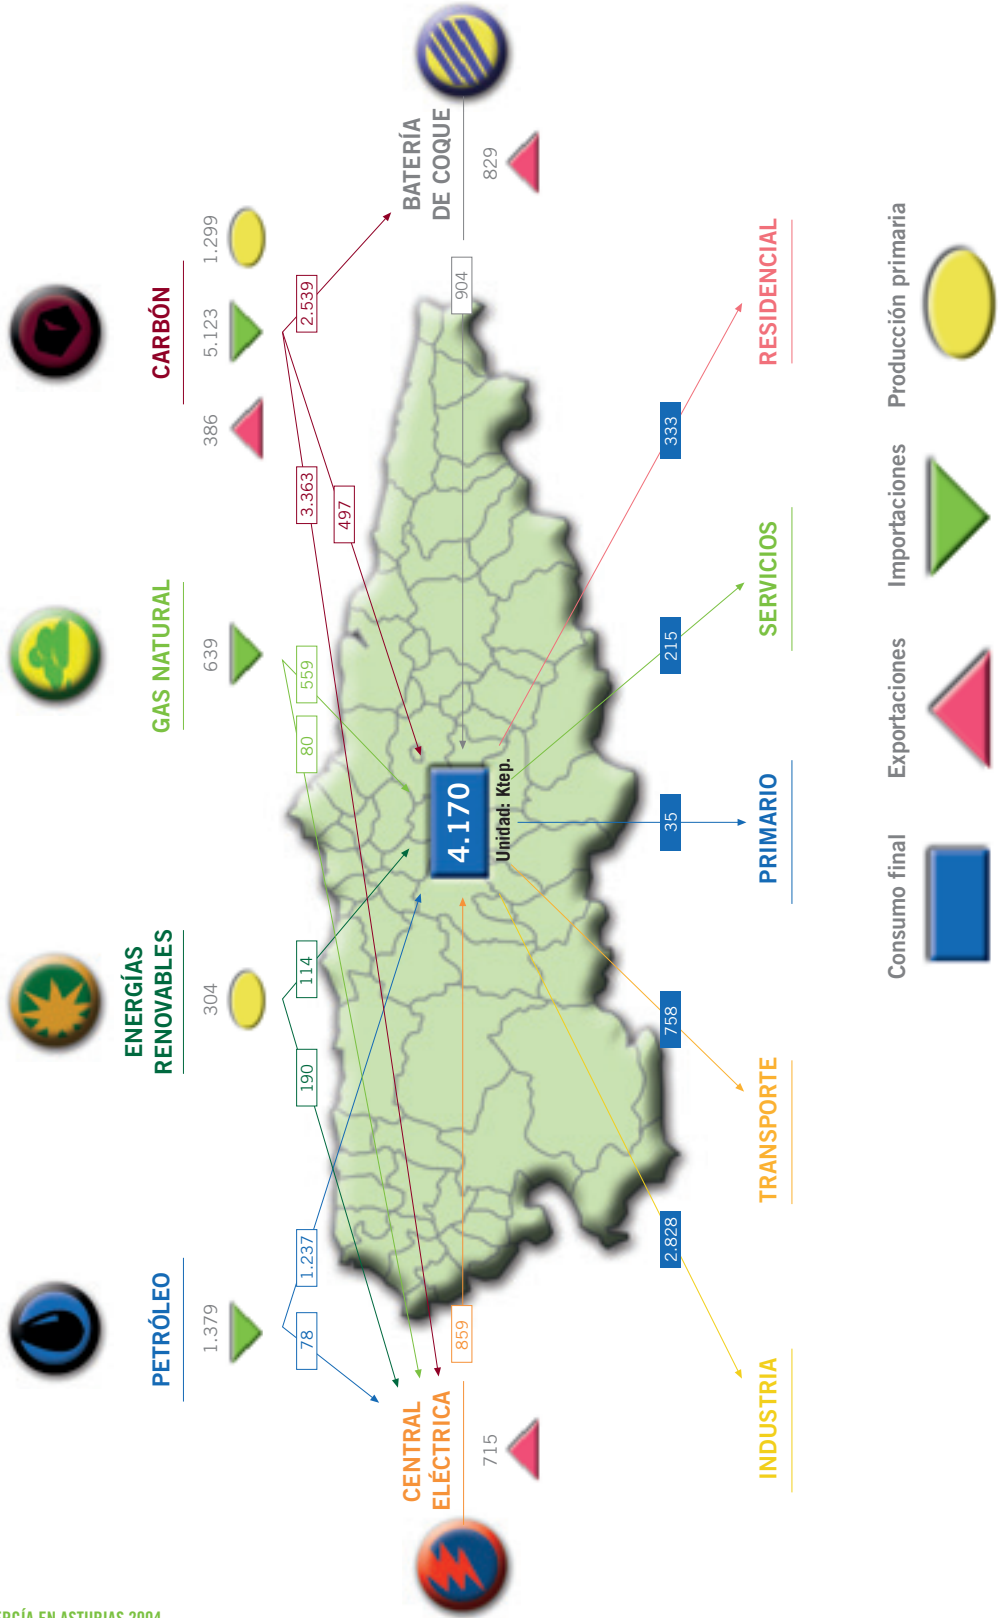 PETRÓLEO
1.379
78
1.237
ENERGÍAS
RENOVABLES
304
190
114
GAS NATURAL
639
80
559
CARBÓN
386
5.123
1.299
3.363
497
2.539
CENTRAL
ELÉCTRICA
715
859
4.170
Unidad: Ktep.
904
BATERÍA
DE COQUE
829
2.828
758
35
215
333
INDUSTRIA
TRANSPORTE
PRIMARIO
SERVICIOS
RESIDENCIAL
Consumo final
Exportaciones
Importaciones
Producción primaria
EN ASTURIAS 2004